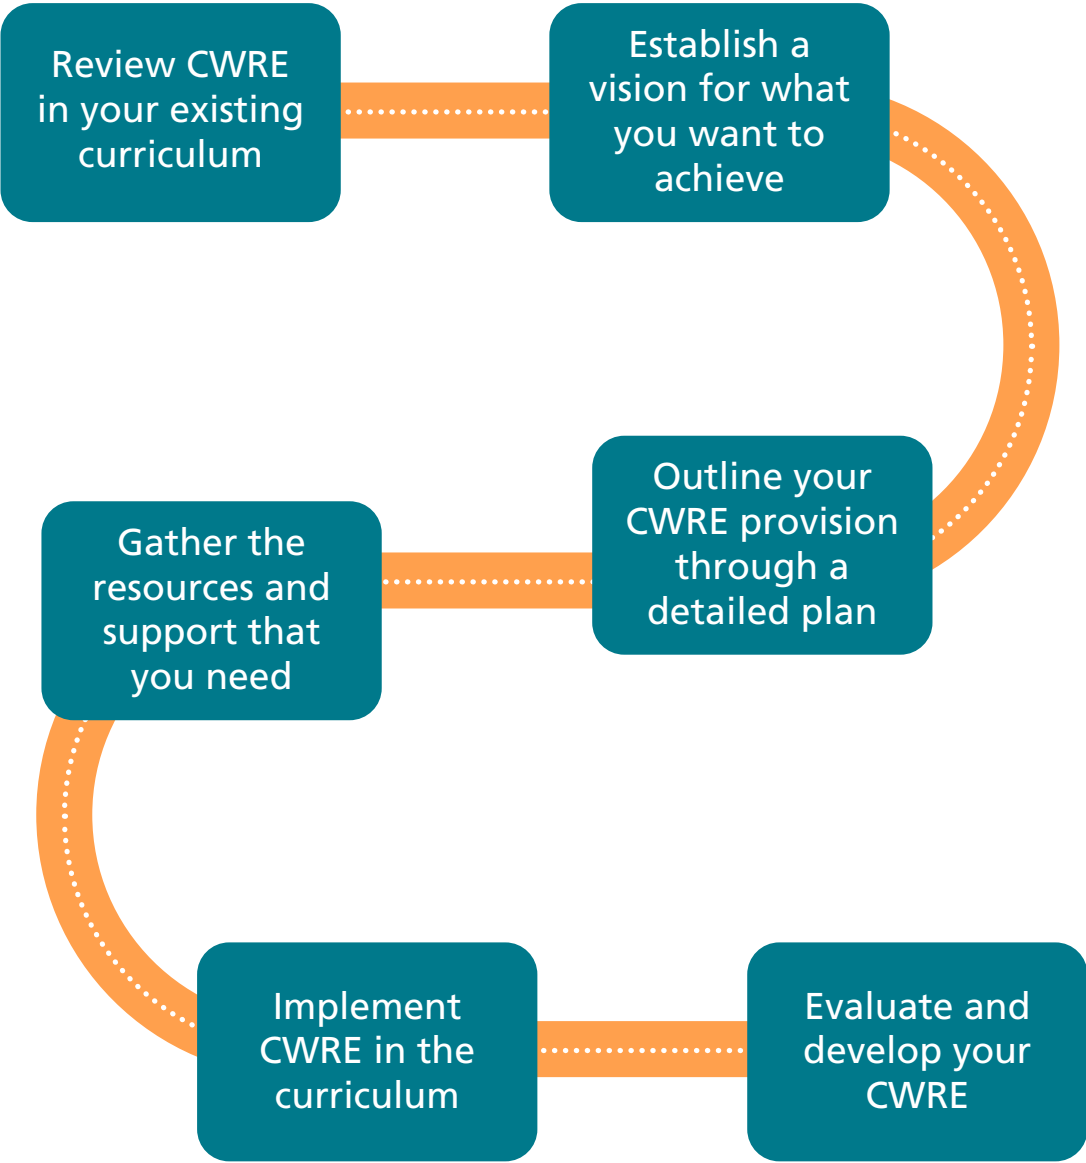 Review CWRE
in your existing
curriculum
Establish a
vision for what
you want to
achieve
Outline your
CWRE provision
through a
detailed plan
Gather the
resources and
support that
you need
Implement
CWRE in the
curriculum
Evaluate and
develop your
CWRE